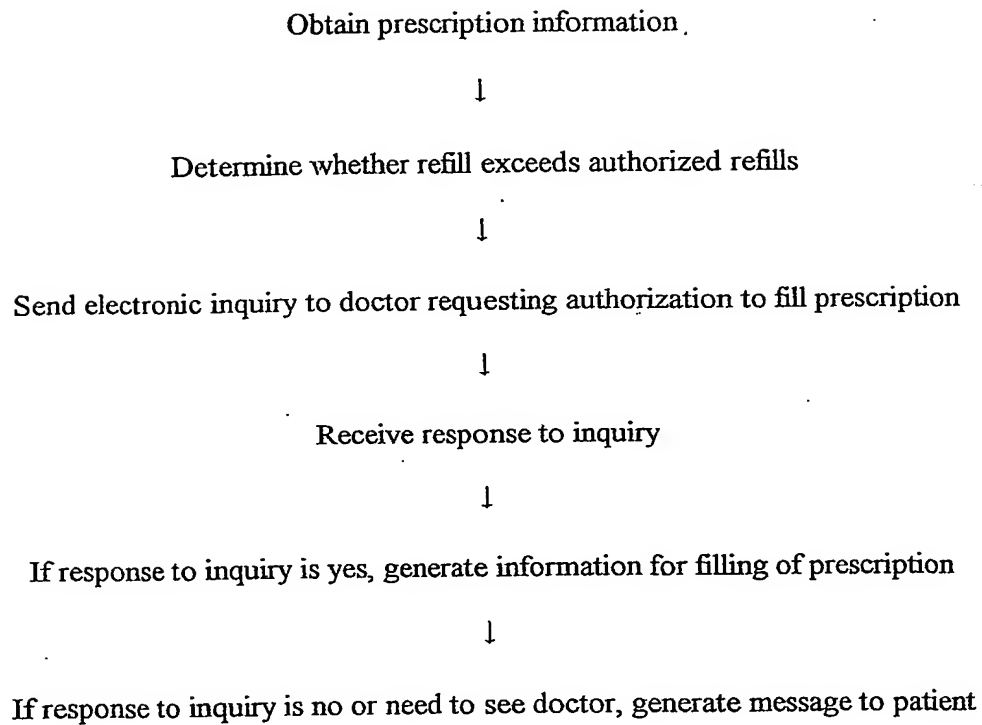 Obtain prescription information
↓
Determine whether refill exceeds authorized refills
↓
Send electronic inquiry to doctor requesting authorization to fill prescription
↓
Receive response to inquiry
↓
If response to inquiry is yes, generate information for filling of prescription
↓
If response to inquiry is no or need to see doctor, generate message to patient